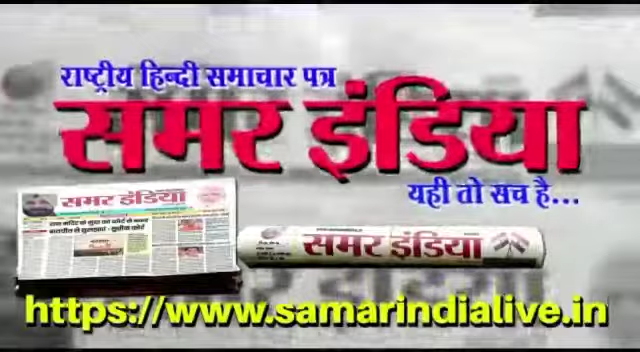 राष्ट्रीय हिन्दी समाचार पत्र
समर इंडिया
यही तो सच है...
समर इंडिया
समर इंडिया
https://www.samarindialive.in